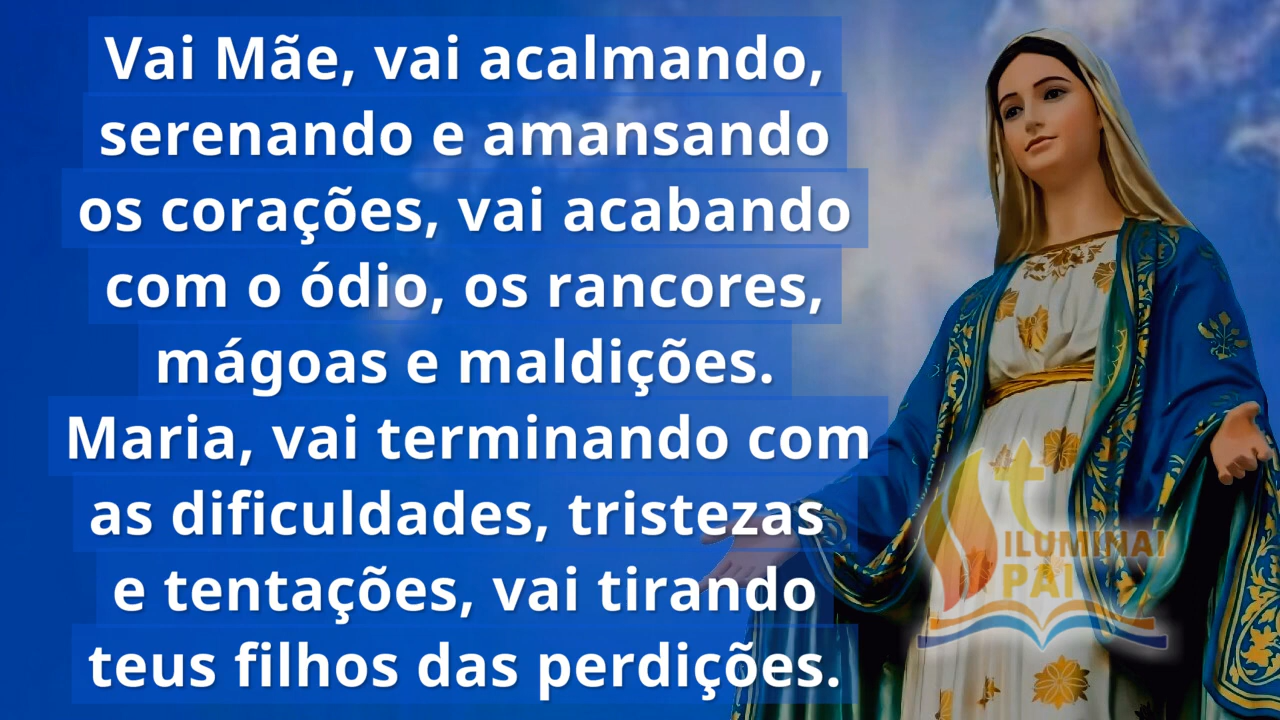 Vai Mãe, vai acalmando,
serenando e amansando
os corações, vai acabando
com o ódio, os rancores,
mágoas e maldições.
Maria, vai terminando com
as dificuldades, tristezas
e tentações, vai tirando
teus filhos das perdições.
ILUMINAI
PAI